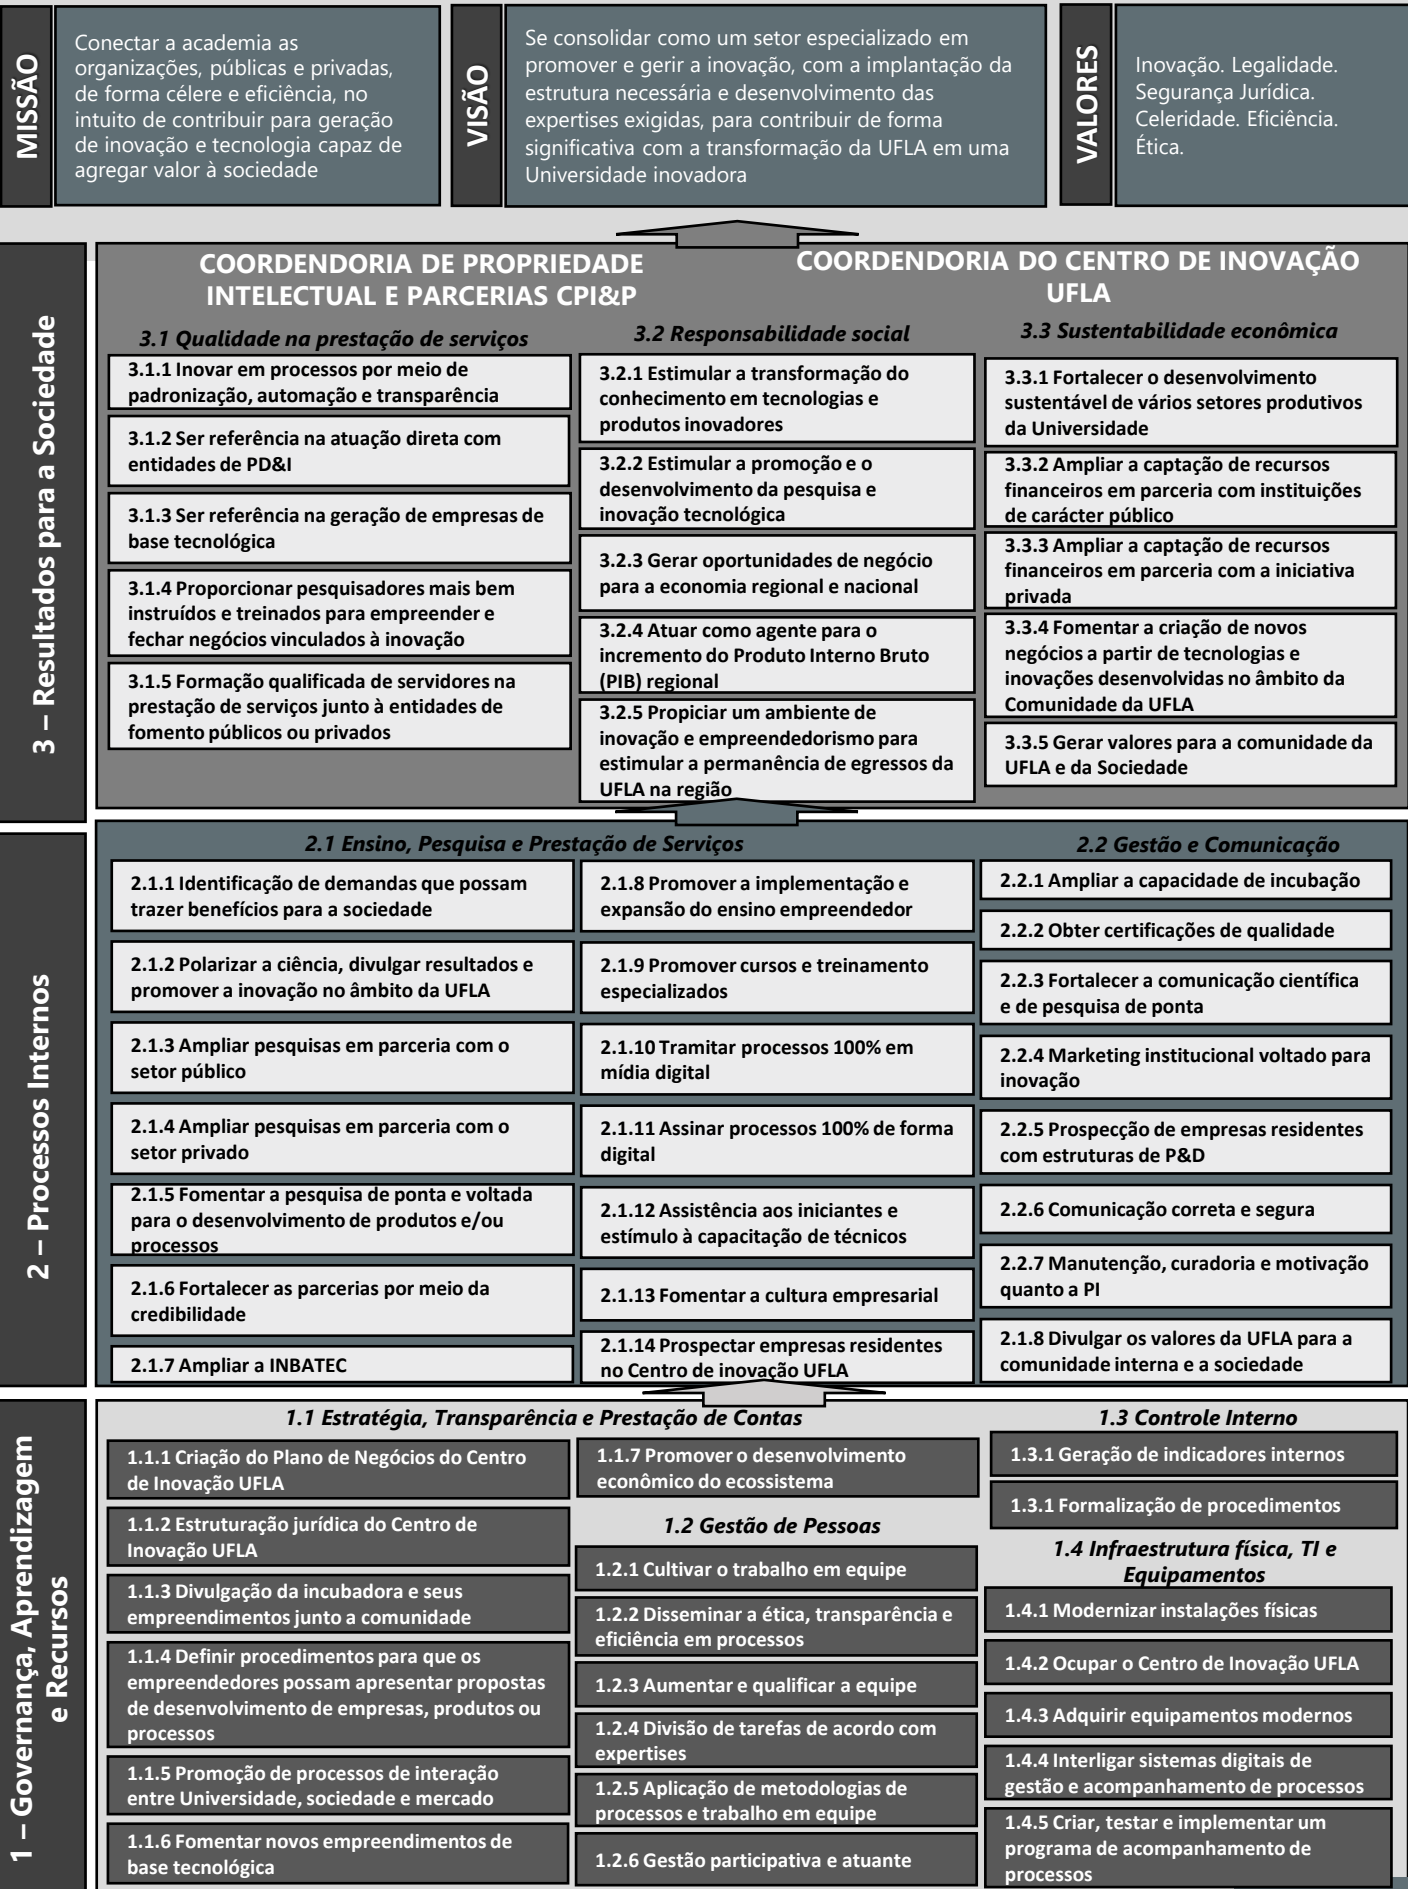 MISSÃO
Conectar a academia as
organizações, públicas e privadas,
de forma célere e eficiência, no
intuito de contribuir para geração
de inovação e tecnologia capaz de
agregar valor à sociedade
VISÃO
Se consolidar como um setor especializado em
promover e gerir a inovação, com a implantação da
estrutura necessária e desenvolvimento das
expertises exigidas, para contribuir de forma
significativa com a transformação da UFLA em uma
Universidade inovadora
VALORES
Inovação. Legalidade.
Segurança Jurídica.
Celeridade. Eficiência.
Ética.
3 – Resultados para a Sociedade
COORDENDORIA DE PROPRIEDADE
INTELECTUAL E PARCERIAS CPI&P
COORDENDORIA DO CENTRO DE INOVAÇÃO
UFLA
3.1 Qualidade na prestação de serviços
3.1.1 Inovar em processos por meio de
padronização, automação e transparência
3.1.2 Ser referência na atuação direta com
entidades de PD&I
3.1.3 Ser referência na geração de empresas de
base tecnológica
3.1.4 Proporcionar pesquisadores mais bem
instruídos e treinados para empreender e
fechar negócios vinculados à inovação
3.1.5 Formação qualificada de servidores na
prestação de serviços junto à entidades de
fomento públicos ou privados
3.2 Responsabilidade social
3.2.1 Estimular a transformação do
conhecimento em tecnologias e
produtos inovadores
3.2.2 Estimular a promoção e o
desenvolvimento da pesquisa e
inovação tecnológica
3.2.3 Gerar oportunidades de negócio
para a economia regional e nacional
3.2.4 Atuar como agente para o
incremento do Produto Interno Bruto
(PIB) regional
3.2.5 Propiciar um ambiente de
inovação e empreendedorismo para
estimular a permanência de egressos da
UFLA na região
3.3 Sustentabilidade econômica
3.3.1 Fortalecer o desenvolvimento
sustentável de vários setores produtivos
da Universidade
3.3.2 Ampliar a captação de recursos
financeiros em parceria com instituições
de carácter público
3.3.3 Ampliar a captação de recursos
financeiros em parceria com a iniciativa
privada
3.3.4 Fomentar a criação de novos
negócios a partir de tecnologias e
inovações desenvolvidas no âmbito da
Comunidade da UFLA
3.3.5 Gerar valores para a comunidade da
UFLA e da Sociedade
2 – Processos Internos
2.1 Ensino, Pesquisa e Prestação de Serviços
2.1.1 Identificação de demandas que possam
trazer benefícios para a sociedade
2.1.2 Polarizar a ciência, divulgar resultados e
promover a inovação no âmbito da UFLA
2.1.3 Ampliar pesquisas em parceria com o
setor público
2.1.4 Ampliar pesquisas em parceria com o
setor privado
2.1.5 Fomentar a pesquisa de ponta e voltada
para o desenvolvimento de produtos e/ou
processos
2.1.6 Fortalecer as parcerias por meio da
credibilidade
2.1.7 Ampliar a INBATEC
2.1.8 Promover a implementação e
expansão do ensino empreendedor
2.1.9 Promover cursos e treinamento
especializados
2.1.10 Tramitar processos 100% em
mídia digital
2.1.11 Assinar processos 100% de forma
digital
2.1.12 Assistência aos iniciantes e
estímulo à capacitação de técnicos
2.1.13 Fomentar a cultura empresarial
2.1.14 Prospectar empresas residentes
no Centro de inovação UFLA
2.2 Gestão e Comunicação
2.2.1 Ampliar a capacidade de incubação
2.2.2 Obter certificações de qualidade
2.2.3 Fortalecer a comunicação científica
e de pesquisa de ponta
2.2.4 Marketing institucional voltado para
inovação
2.2.5 Prospecção de empresas residentes
com estruturas de P&D
2.2.6 Comunicação correta e segura
2.2.7 Manutenção, curadoria e motivação
quanto a PI
2.1.8 Divulgar os valores da UFLA para a
comunidade interna e a sociedade
1 – Governança, Aprendizagem
e Recursos
1.1 Estratégia, Transparência e Prestação de Contas
1.1.1 Criação do Plano de Negócios do Centro
de Inovação UFLA
1.1.2 Estruturação jurídica do Centro de
Inovação UFLA
1.1.3 Divulgação da incubadora e seus
empreendimentos junto a comunidade
1.1.4 Definir procedimentos para que os
empreendedores possam apresentar propostas
de desenvolvimento de empresas, produtos ou
processos
1.1.5 Promoção de processos de interação
entre Universidade, sociedade e mercado
1.1.6 Fomentar novos empreendimentos de
base tecnológica
1.1.7 Promover o desenvolvimento
econômico do ecossistema
1.2 Gestão de Pessoas
1.2.1 Cultivar o trabalho em equipe
1.2.2 Disseminar a ética, transparência e
eficiência em processos
1.2.3 Aumentar e qualificar a equipe
1.2.4 Divisão de tarefas de acordo com
expertises
1.2.5 Aplicação de metodologias de
processos e trabalho em equipe
1.2.6 Gestão participativa e atuante
1.3 Controle Interno
1.3.1 Geração de indicadores internos
1.3.1 Formalização de procedimentos
1.4 Infraestrutura física, TI e
Equipamentos
1.4.1 Modernizar instalações físicas
1.4.2 Ocupar o Centro de Inovação UFLA
1.4.3 Adquirir equipamentos modernos
1.4.4 Interligar sistemas digitais de
gestão e acompanhamento de processos
1.4.5 Criar, testar e implementar um
programa de acompanhamento de
processos